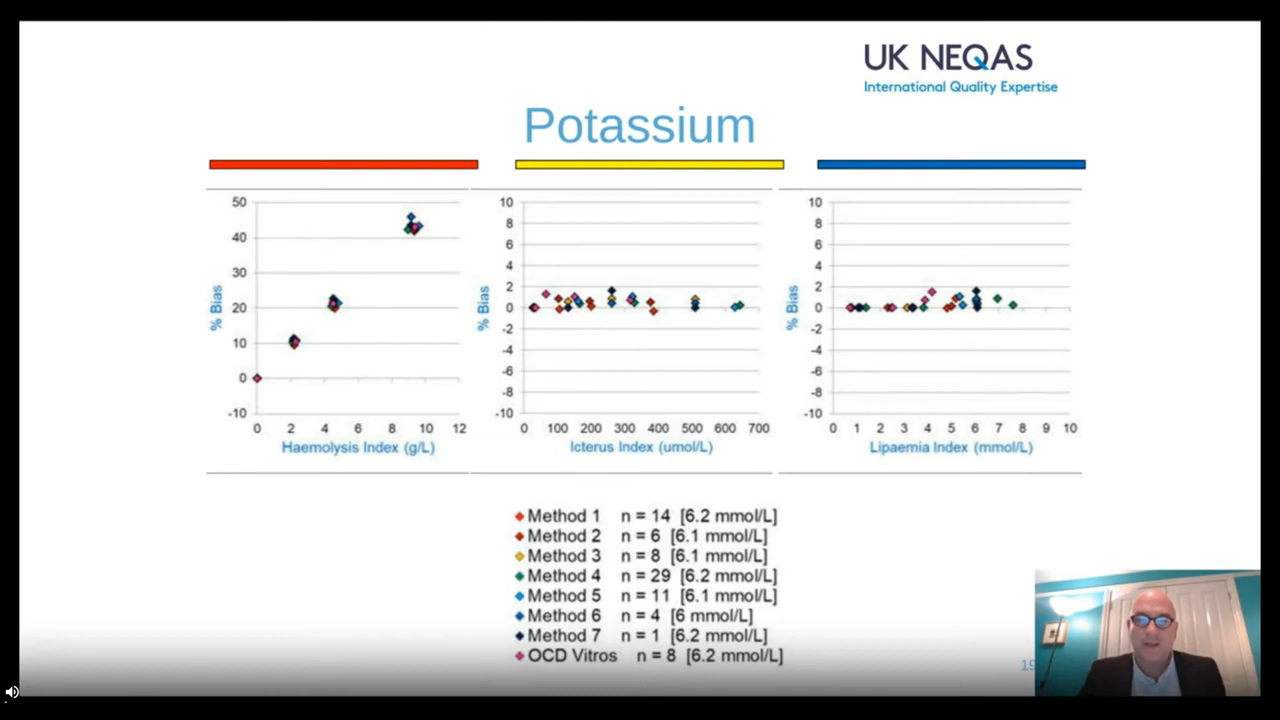 UK NEQAS
International Quality Expertise
Potassium
50
40
30
20
10
0
-10
% Bias
0 2 4 6 8 10 12
Haemolysis Index (g/L)
10
8
6
4
2
0
-2
-4
-6
-8
-10
% Bias
0 100 200 300 400 500 600 700
Icterus Index (umol/L)
10
8
6
4
2
0
-2
-4
-6
-8
-10
% Bias
0 1 2 3 4 5 6 7 8 9 10
Lipaemia Index (mmol/L)
Method 1 n = 14 [6.2 mmol/L]
Method 2 n = 6 [6.1 mmol/L]
Method 3 n = 8 [6.1 mmol/L]
Method 4 n = 29 [6.2 mmol/L]
Method 5 n = 11 [6.1 mmol/L]
Method 6 n = 4 [6 mmol/L]
Method 7 n = 1 [6.2 mmol/L]
OCD Vitros n = 8 [6.2 mmol/L]